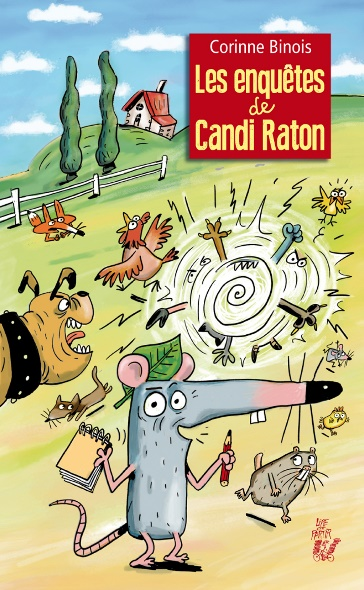 Corinne Binois
Les enquêtes
de
Candi Raton